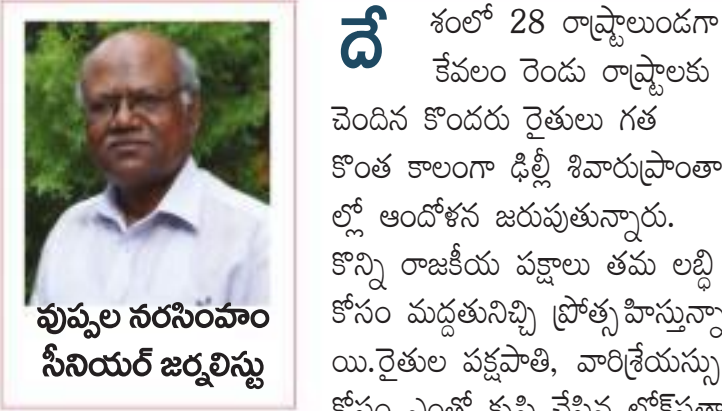 వుప్పల నరసింహం
సీనియర్ జర్నలిస్టు
దేశంలో 28 రాష్ట్రాలుండగా
కేవలం రెండు రాష్ట్రాలకు
చెందిన కొందరు రైతులు గత
కొంత కాలంగా ఢిల్లీ శివారుప్రాంతా
ల్లో ఆందోళన జరుపుతున్నారు.
కొన్ని రాజకీయ పక్షాలు తమ లబ్ధి
కోసం మద్దతునిచ్చి ప్రోత్సహిస్తున్నా
యి.రైతుల పక్షపాతి, వారిశ్రేయస్సు
కోసం ఎంతో కృషి చేసిన లోక్‌సత్తా